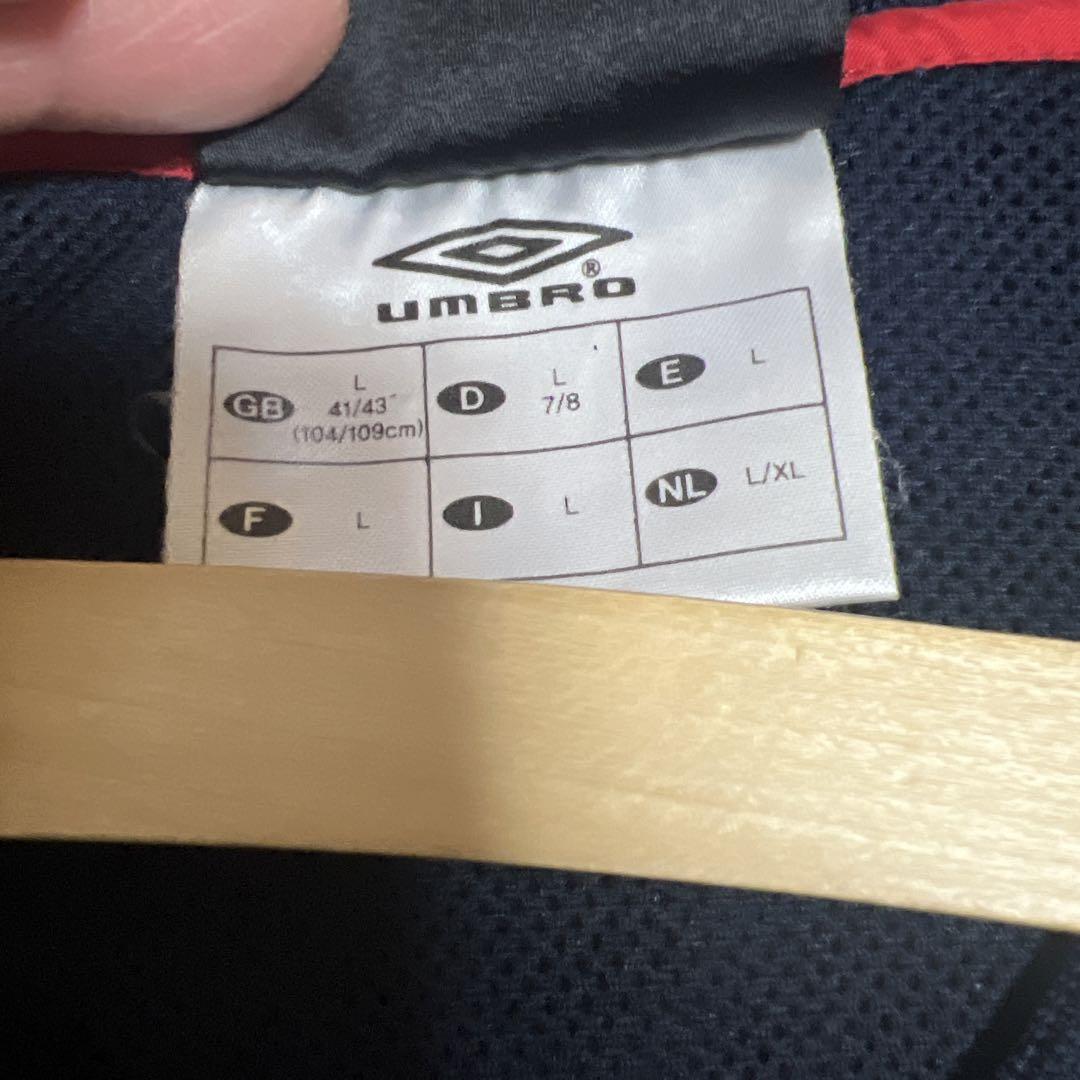 UMBRO®
GB L
41/43"
(104/109cm)
D L
7/8
E L
F L
I L
NL L/XL